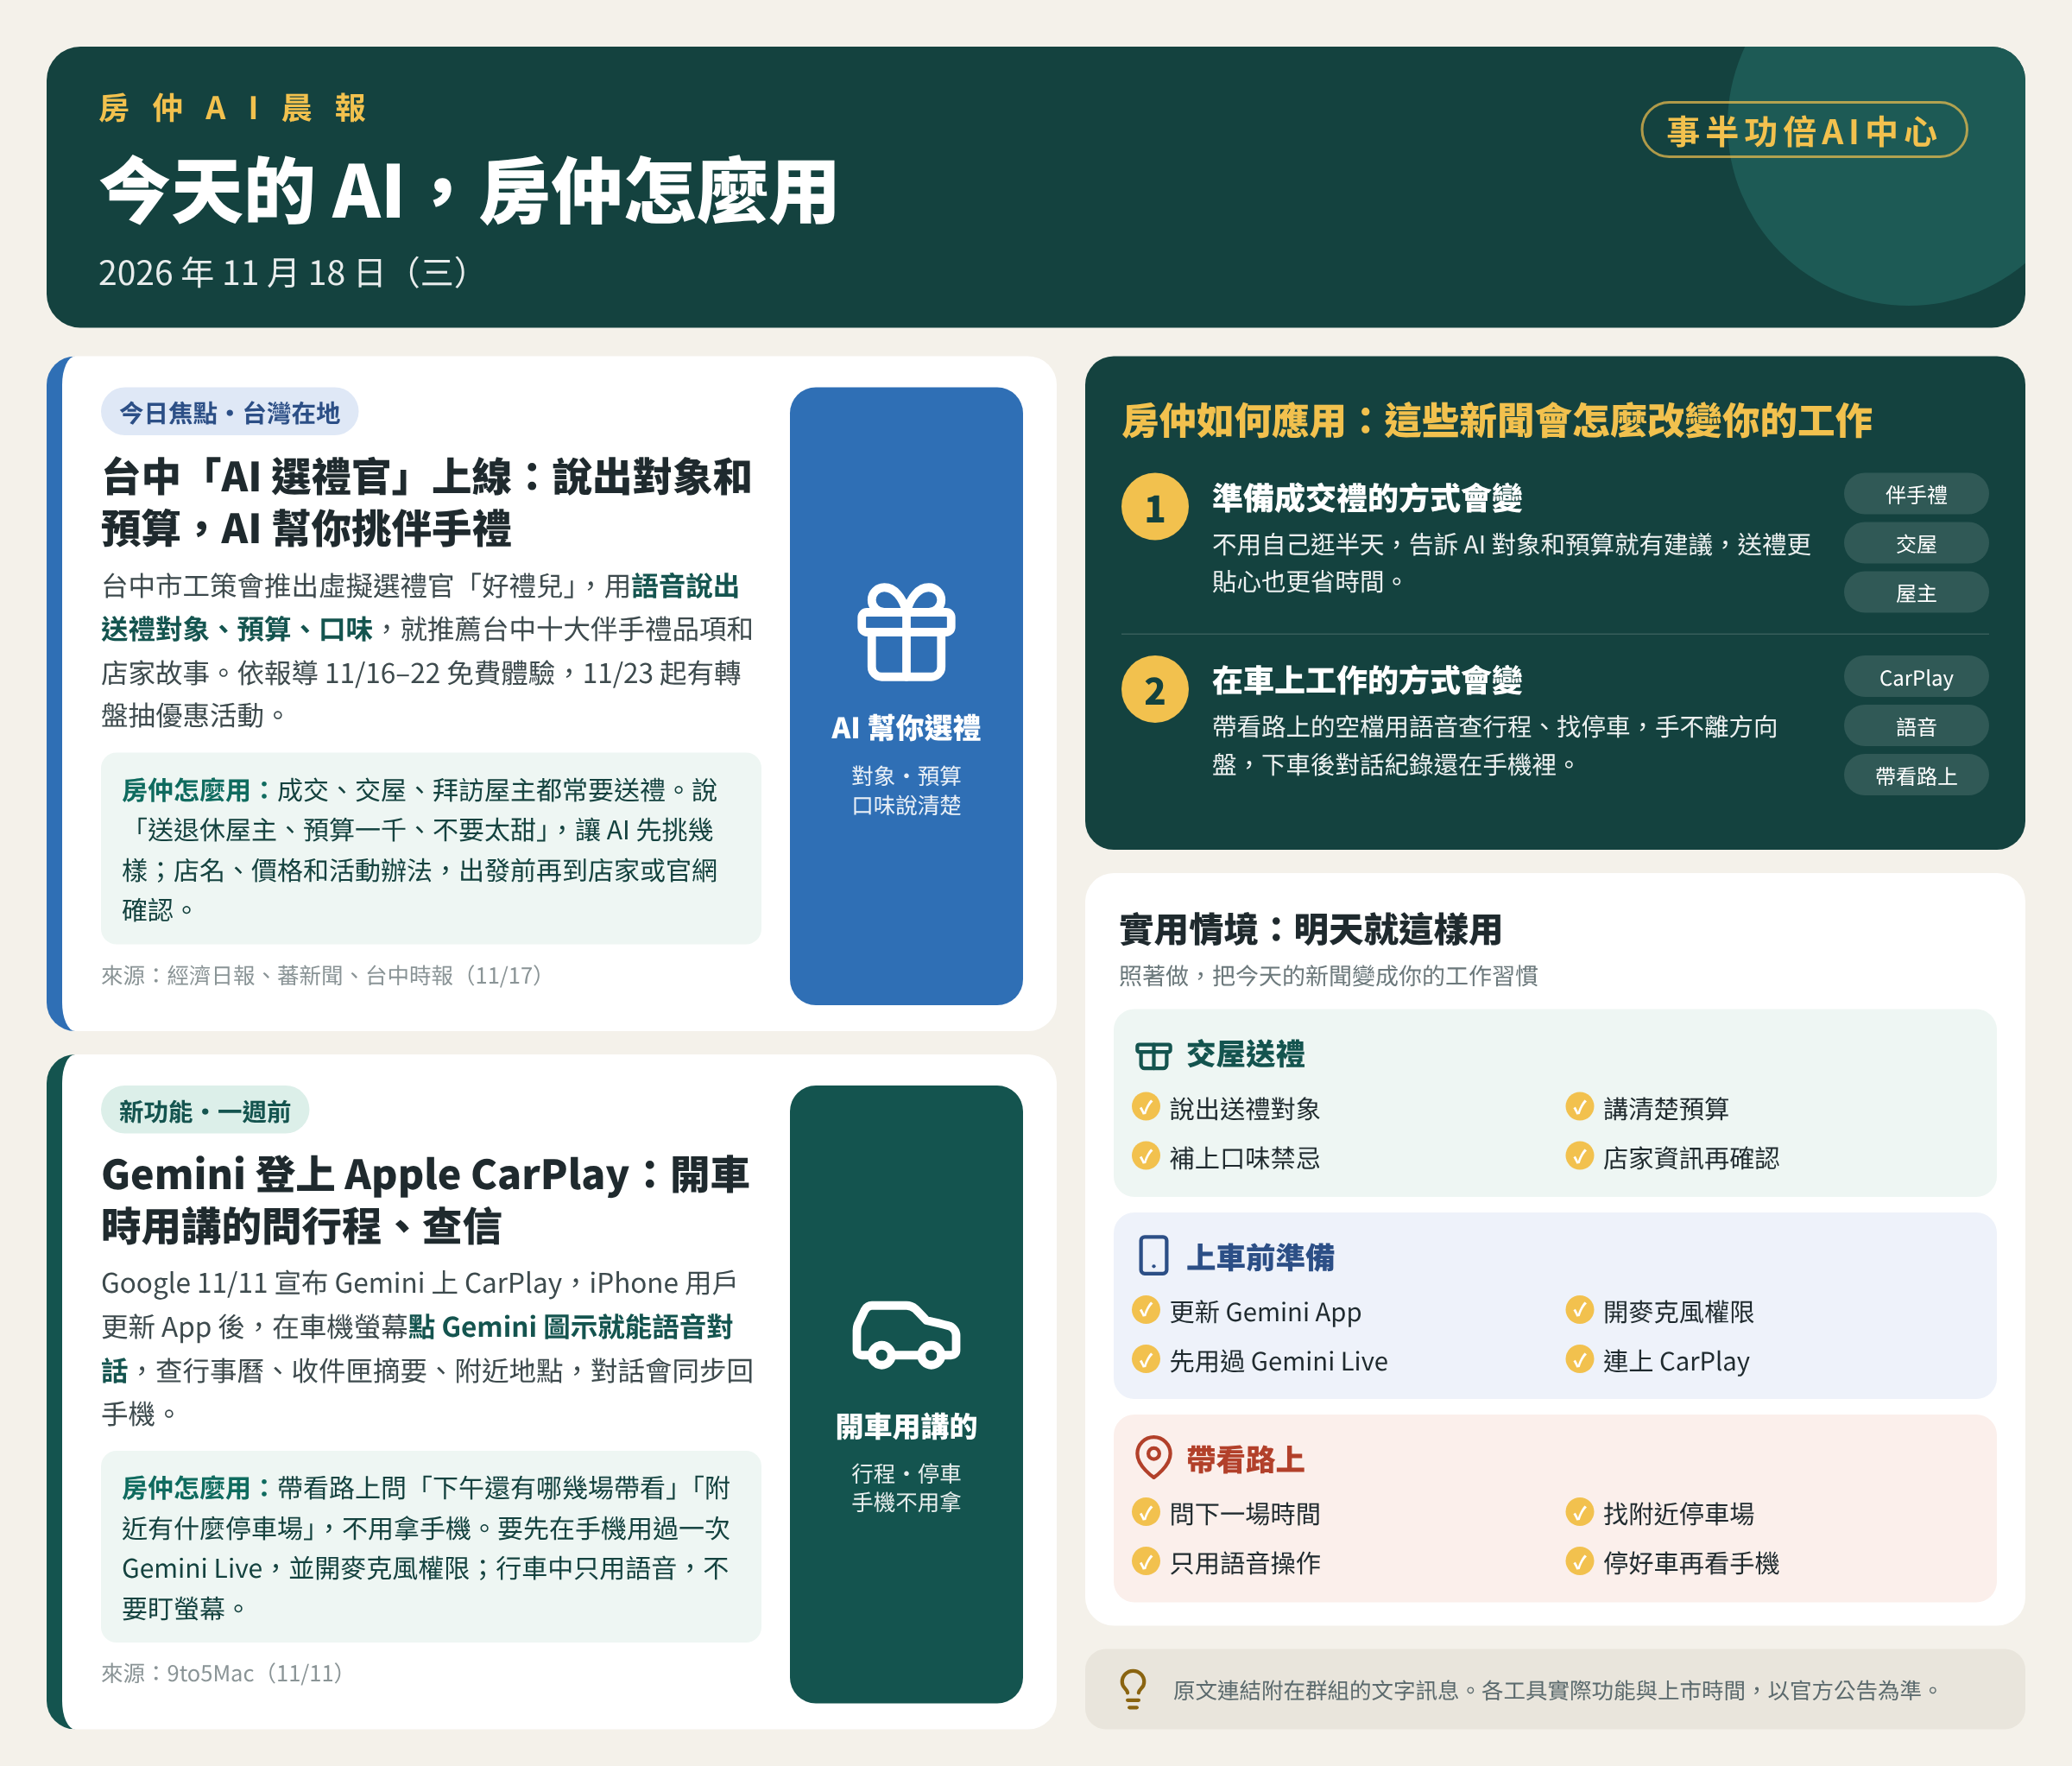 房仲AI晨報
事半功倍AI中心
今天的 AI，房仲怎麼用
2026 年 11 月 18 日（三）
今日焦點・台灣在地
台中「AI 選禮官」上線：說出對象和
預算，AI 幫你挑伴手禮
台中市工策會推出虛擬選禮官「好禮兒」，用語音說出
送禮對象、預算、口味，就推薦台中十大伴手禮品項和
店家故事。依報導 11/16–22 免費體驗，11/23 起有轉
盤抽優惠活動。
房仲怎麼用：成交、交屋、拜訪屋主都常要送禮。說
「送退休屋主、預算一千、不要太甜」，讓 AI 先挑幾
樣；店名、價格和活動辦法，出發前再到店家或官網
確認。
來源：經濟日報、蕃新聞、台中時報（11/17）
AI 幫你選禮
對象・預算
口味說清楚
新功能・一週前
Gemini 登上 Apple CarPlay：開車
時用講的問行程、查信
Google 11/11 宣布 Gemini 上 CarPlay，iPhone 用戶
更新 App 後，在車機螢幕點 Gemini 圖示就能語音對
話，查行事曆、收件匣摘要、附近地點，對話會同步回
手機。
房仲怎麼用：帶看路上問「下午還有哪幾場帶看」「附
近有什麼停車場」，不用拿手機。要先在手機用過一次
Gemini Live，並開麥克風權限；行車中只用語音，不
要盯螢幕。
來源：9to5Mac（11/11）
開車用講的
行程・停車
手機不用拿
房仲如何應用：這些新聞會怎麼改變你的工作
1
準備成交禮的方式會變
不用自己逛半天，告訴 AI 對象和預算就有建議，送禮更
貼心也更省時間。
伴手禮
交屋
屋主
2
在車上工作的方式會變
帶看路上的空檔用語音查行程、找停車，手不離方向
盤，下車後對話紀錄還在手機裡。
CarPlay
語音
帶看路上
實用情境：明天就這樣用
照著做，把今天的新聞變成你的工作習慣
交屋送禮
說出送禮對象
講清楚預算
補上口味禁忌
店家資訊再確認
上車前準備
更新 Gemini App
開麥克風權限
先用過 Gemini Live
連上 CarPlay
帶看路上
問下一場時間
找附近停車場
只用語音操作
停好車再看手機
原文連結附在群組的文字訊息。各工具實際功能與上市時間，以官方公告為準。